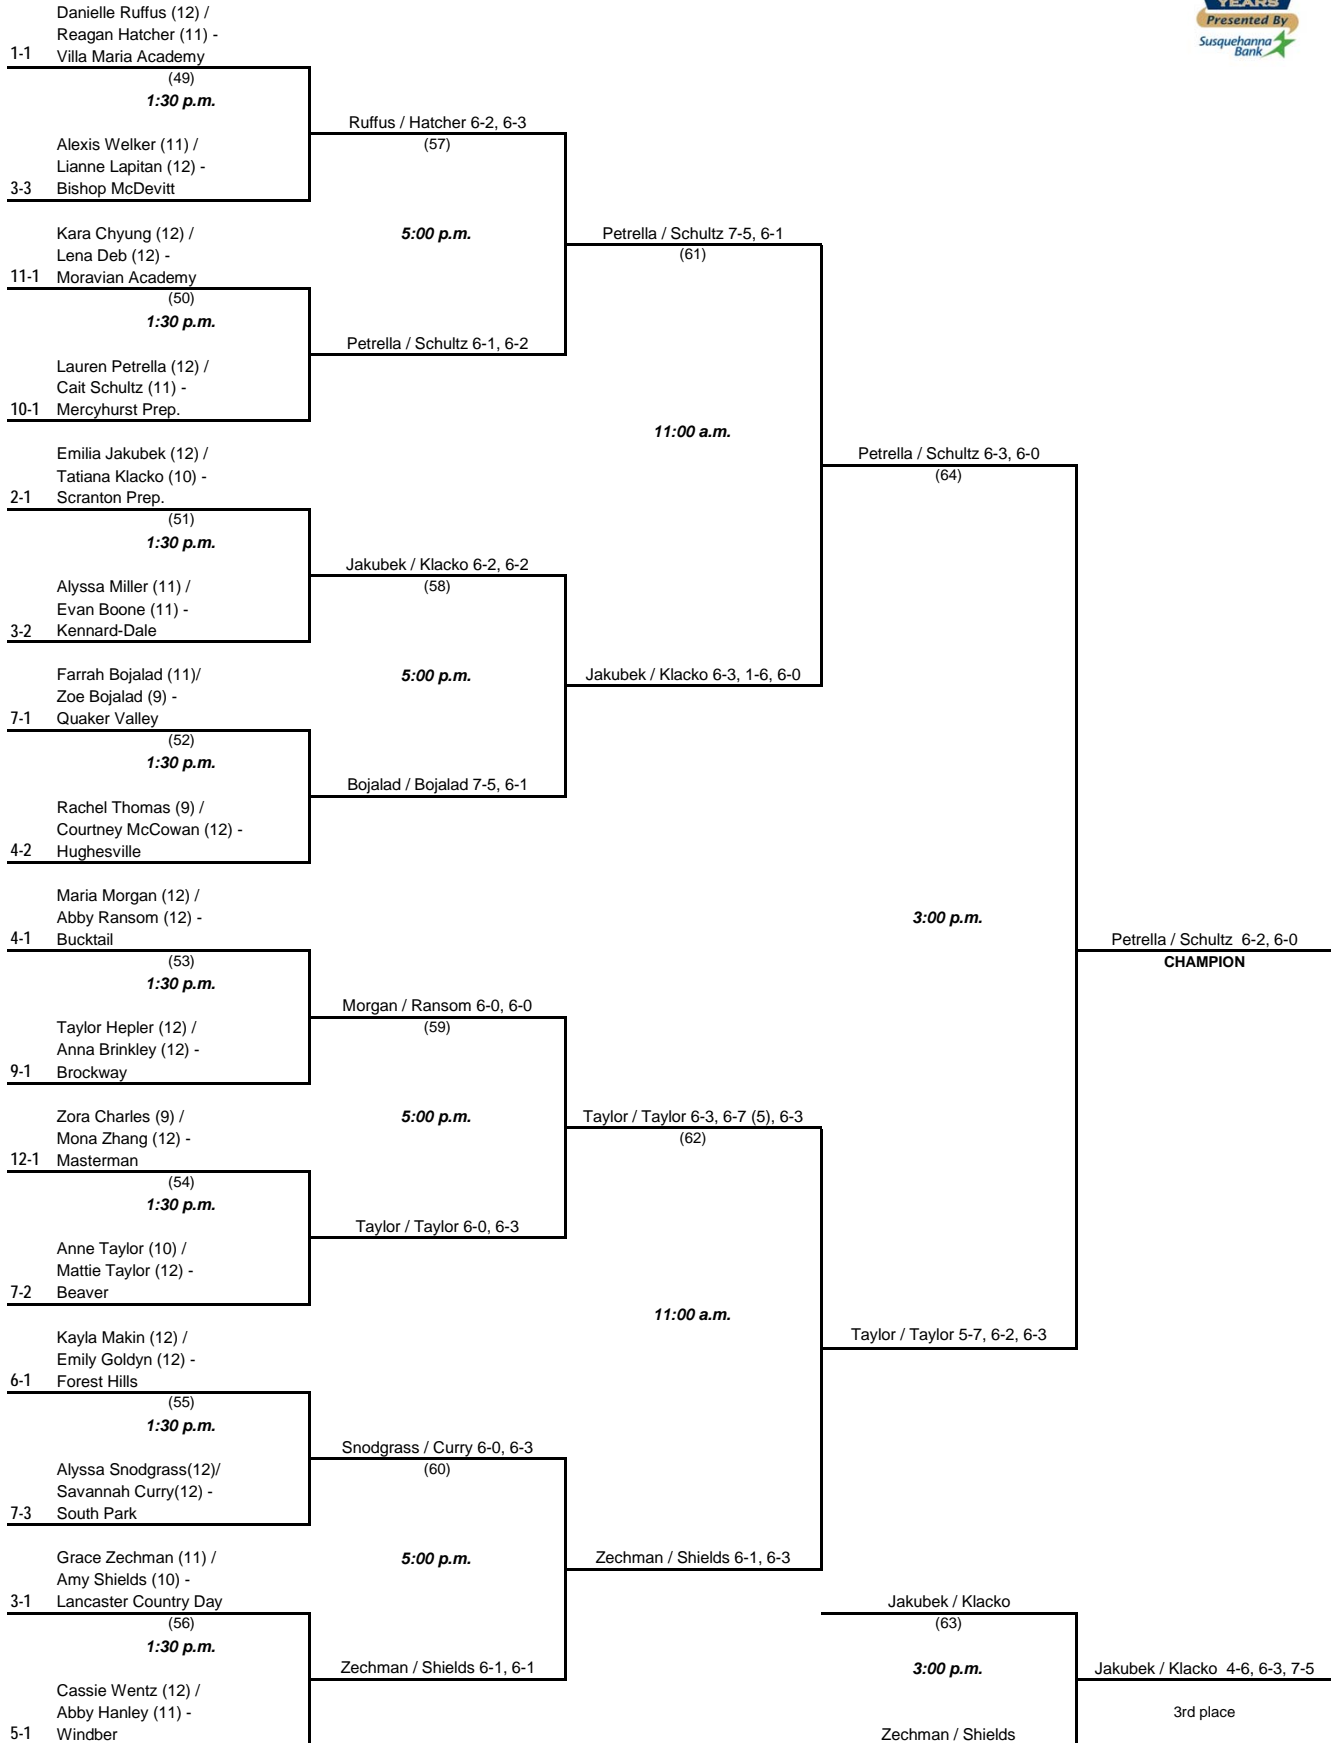 YEARS
Presented By
Susquehanna
Bank
Danielle Ruffus (12) /
Reagan Hatcher (11) -
1-1 Villa Maria Academy
(49)
1:30 p.m.
Ruffus / Hatcher 6-2, 6-3
(57)
Alexis Welker (11) /
Lianne Lapitan (12) -
3-3 Bishop McDevitt
Kara Chyung (12) /
5:00 p.m.
Petrella / Schultz 7-5, 6-1
Lena Deb (12) -
(61)
11-1 Moravian Academy
(50)
1:30 p.m.
Petrella / Schultz 6-1, 6-2
Lauren Petrella (12) /
Cait Schultz (11) -
10-1 Mercyhurst Prep.
11:00 a.m.
Emilia Jakubek (12) /
Petrella / Schultz 6-3, 6-0
Tatiana Klacko (10) -
(64)
2-1 Scranton Prep.
(51)
1:30 p.m.
Jakubek / Klacko 6-2, 6-2
Alyssa Miller (11) /
(58)
Evan Boone (11) -
3-2 Kennard-Dale
Farrah Bojalad (11)/
5:00 p.m.
Jakubek / Klacko 6-3, 1-6, 6-0
Zoe Bojalad (9) -
7-1 Quaker Valley
(52)
1:30 p.m.
Bojalad / Bojalad 7-5, 6-1
Rachel Thomas (9) /
Courtney McCowan (12) -
4-2 Hughesville
Maria Morgan (12) /
Abby Ransom (12) -
3:00 p.m.
4-1 Bucktail
Petrella / Schultz 6-2, 6-0
(53)
CHAMPION
1:30 p.m.
Morgan / Ransom 6-0, 6-0
Taylor Hepler (12) /
(59)
Anna Brinkley (12) -
9-1 Brockway
Zora Charles (9) /
5:00 p.m.
Taylor / Taylor 6-3, 6-7 (5), 6-3
Mona Zhang (12) -
(62)
12-1 Masterman
(54)
1:30 p.m.
Taylor / Taylor 6-0, 6-3
Anne Taylor (10) /
Mattie Taylor (12) -
7-2 Beaver
11:00 a.m.
Kayla Makin (12) /
Taylor / Taylor 5-7, 6-2, 6-3
Emily Goldyn (12) -
6-1 Forest Hills
(55)
1:30 p.m.
Snodgrass / Curry 6-0, 6-3
Alyssa Snodgrass(12)/
(60)
Savannah Curry(12) -
7-3 South Park
Grace Zechman (11) /
5:00 p.m.
Zechman / Shields 6-1, 6-3
Amy Shields (10) -
3-1 Lancaster Country Day
Jakubek / Klacko
(56)
(63)
1:30 p.m.
Zechman / Shields 6-1, 6-1
3:00 p.m.
Jakubek / Klacko 4-6, 6-3, 7-5
Cassie Wentz (12) /
Abby Hanley (11) -
3rd place
5-1 Windber
Zechman / Shields